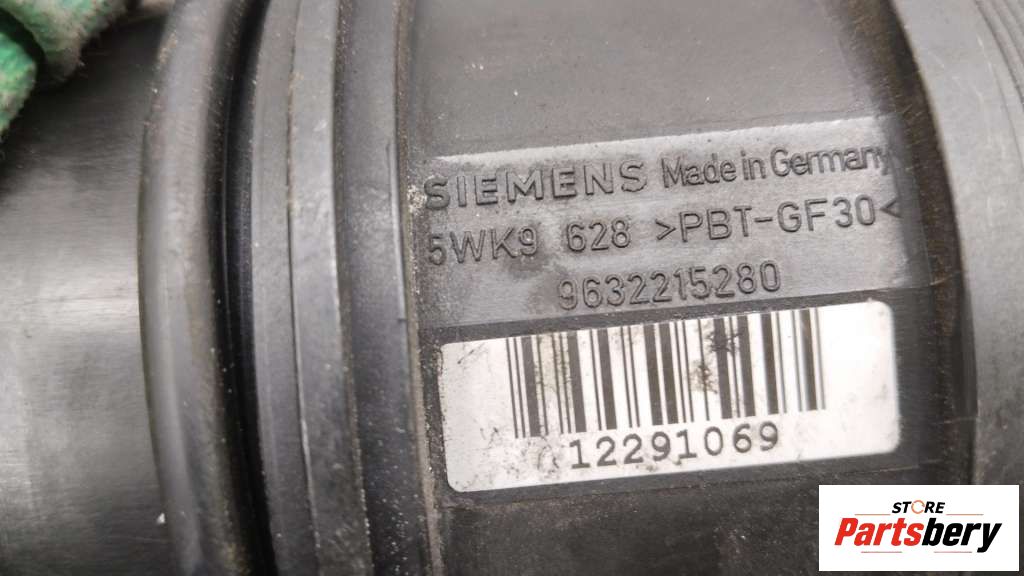 SIEMENS Made in Germany
5WK9 628 >PBT-GF30<
9632215280
12291069
STORE
Partsbery